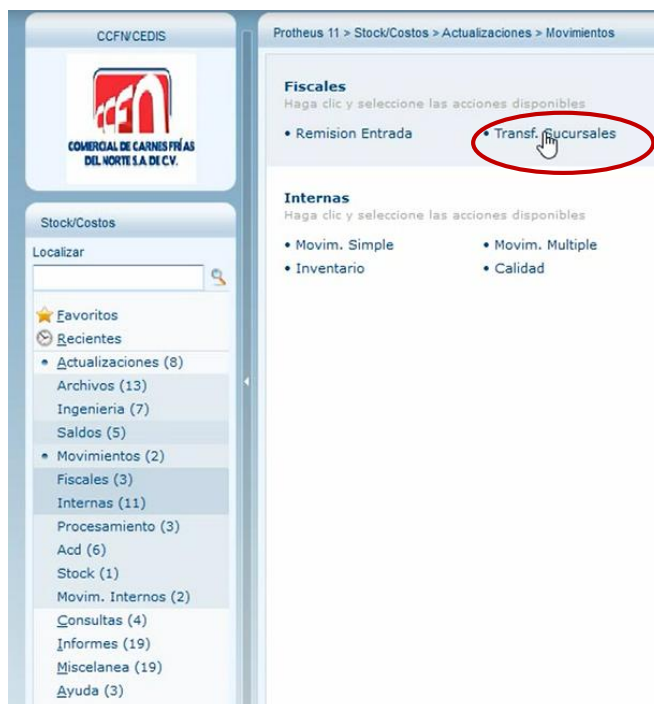 CCFN/CEDIS
ccfn
COMERCIAL DE CARNES FRÍAS
DEL NORTE S.A DE C.V.
Stock/Costos
Localizar
Favoritos
Recientes
Actualizaciones (8)
Archivos (13)
Ingenieria (7)
Saldos (5)
Movimientos (2)
Fiscales (3)
Internas (11)
Procesamiento (3)
Acd (6)
Stock (1)
Movim. Internos (2)
Consultas (4)
Informes (19)
Miscelanea (19)
Ayuda (3)
Protheus 11 > Stock/Costos > Actualizaciones > Movimientos
Fiscales
Haga clic y seleccione las acciones disponibles
• Remision Entrada • Transf. Sucursales
Internas
Haga clic y seleccione las acciones disponibles
• Movim. Simple • Movim. Multiple
• Inventario • Calidad